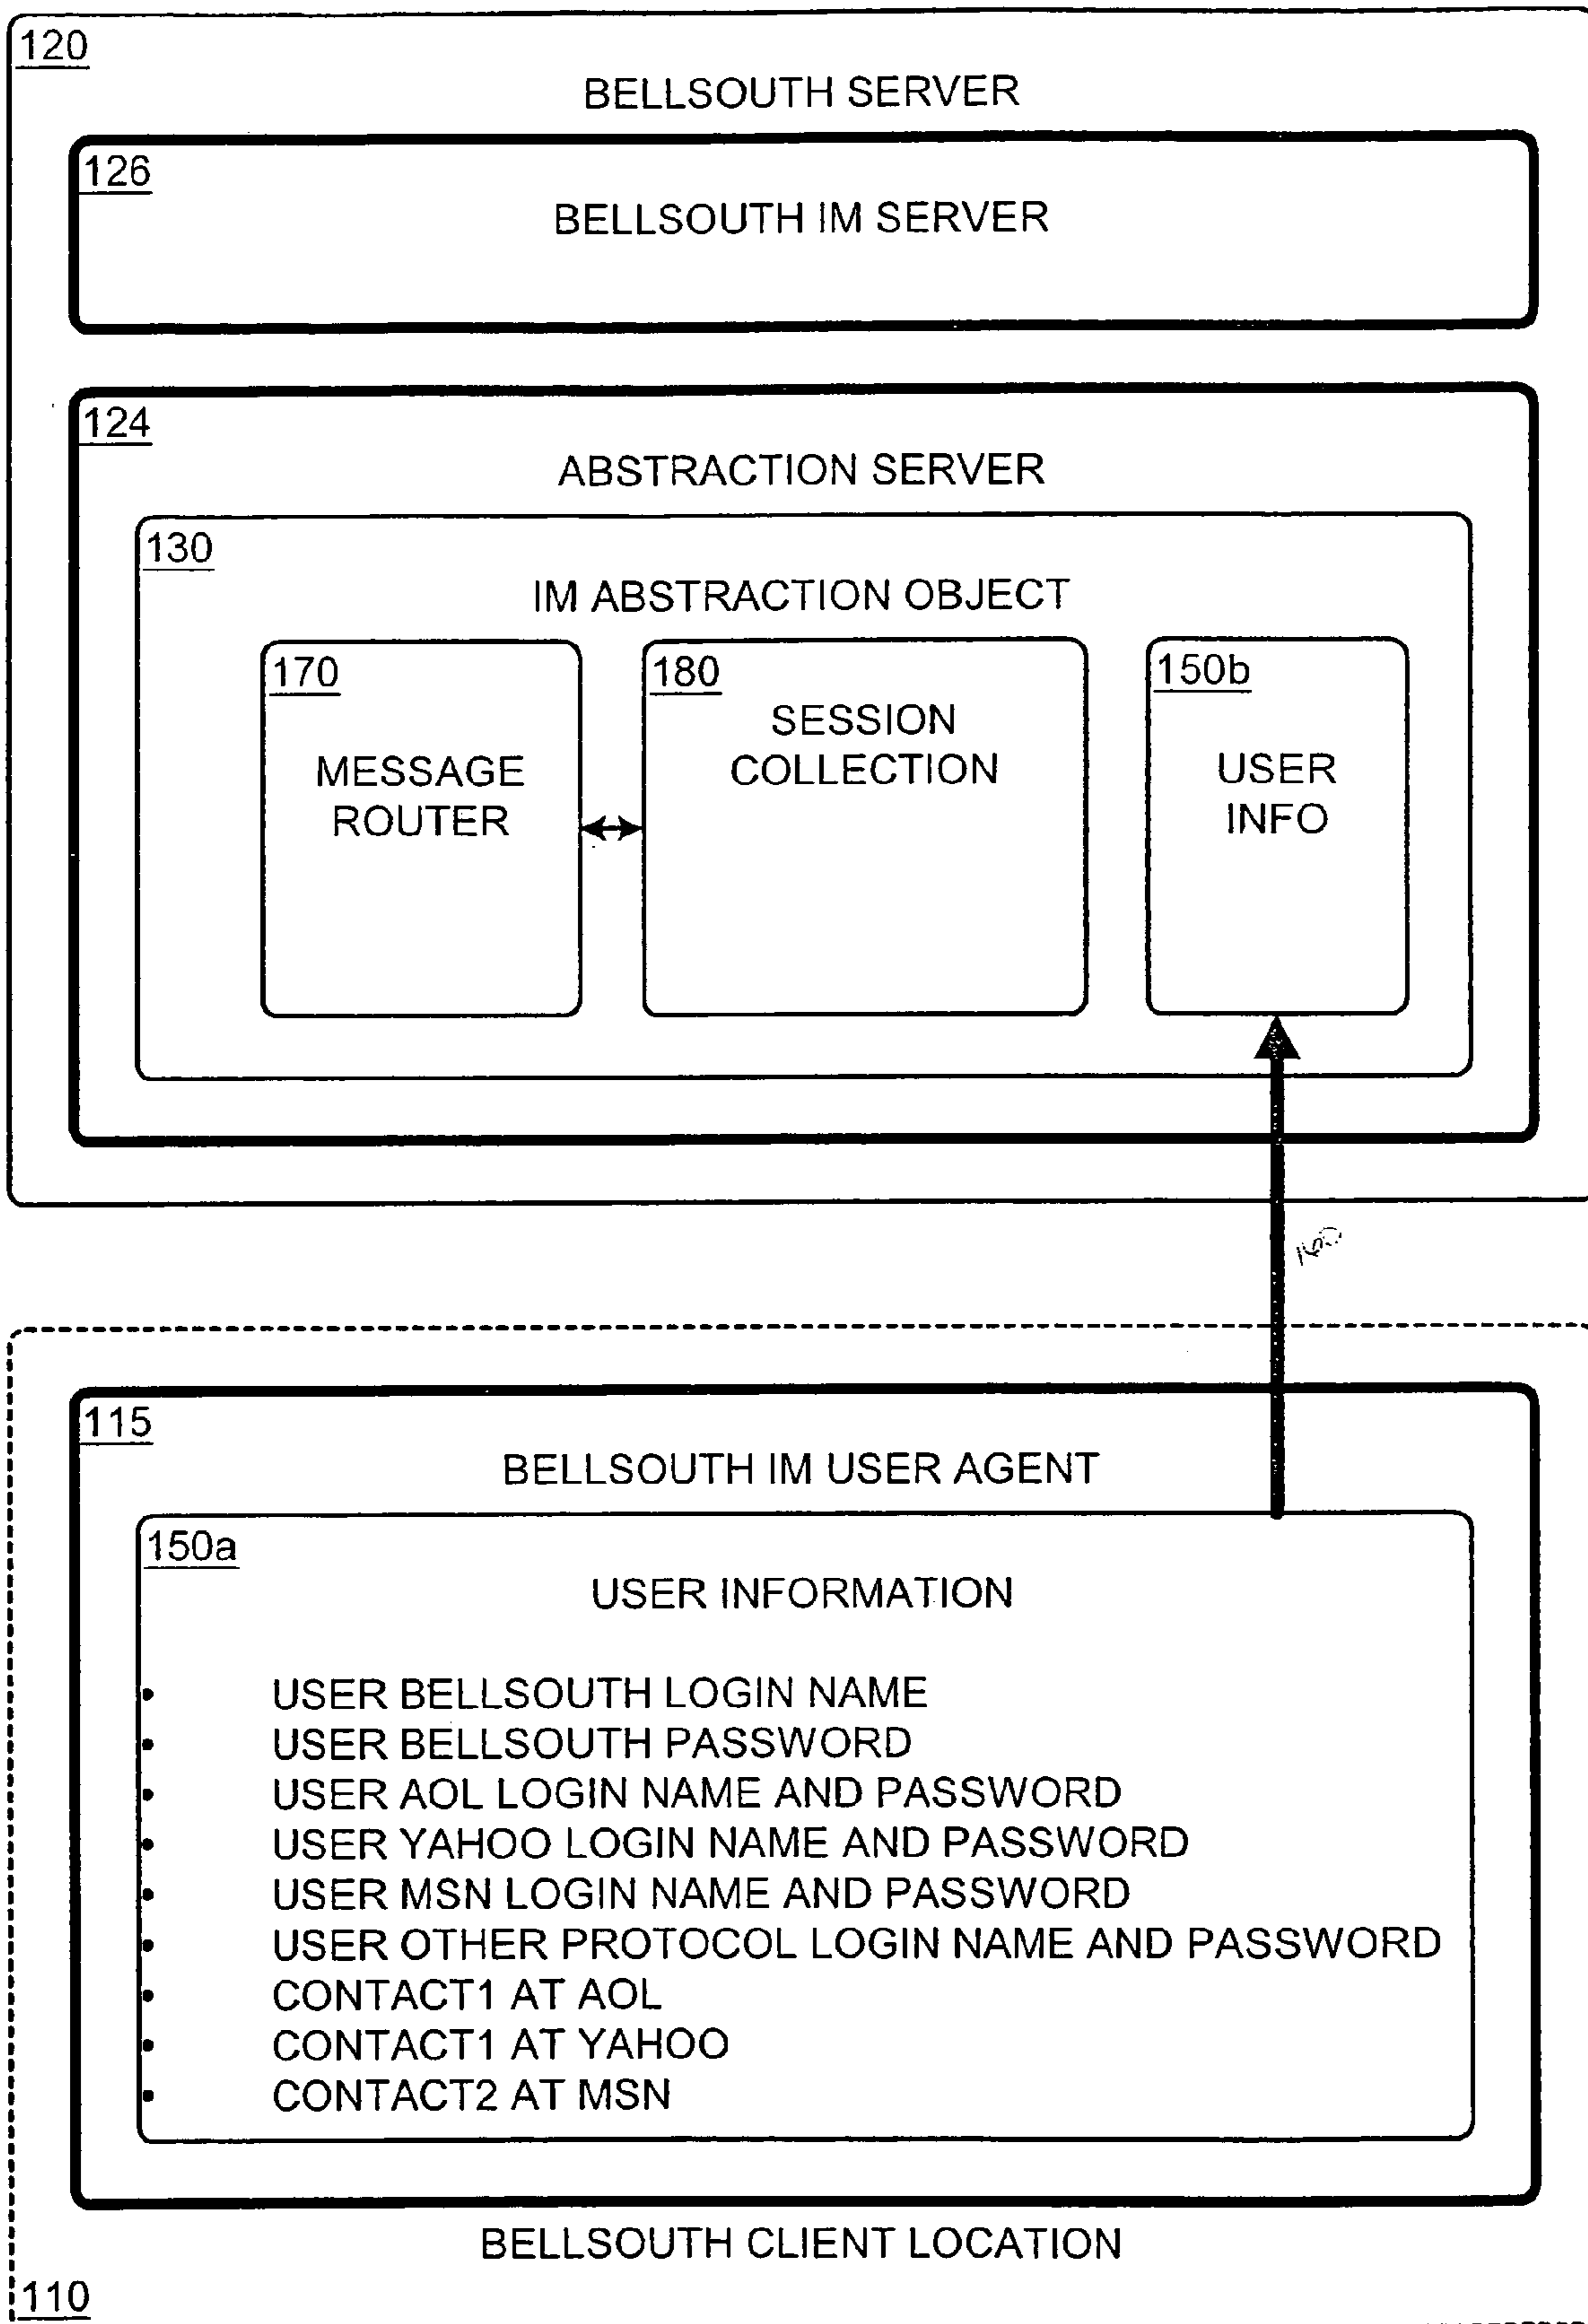 120
BELLSOUTH SERVER
126
BELLSOUTH IM SERVER
124
ABSTRACTION SERVER
130
IM ABSTRACTION OBJECT
170
MESSAGE
ROUTER
180
SESSION
COLLECTION
150b
USER
INFO
115
BELLSOUTH IM USER AGENT
150a
USER INFORMATION
• USER BELLSOUTH LOGIN NAME
• USER BELLSOUTH PASSWORD
• USER AOL LOGIN NAME AND PASSWORD
• USER YAHOO LOGIN NAME AND PASSWORD
• USER MSN LOGIN NAME AND PASSWORD
• USER OTHER PROTOCOL LOGIN NAME AND PASSWORD
• CONTACT1 AT AOL
• CONTACT1 AT YAHOO
• CONTACT2 AT MSN
BELLSOUTH CLIENT LOCATION
110